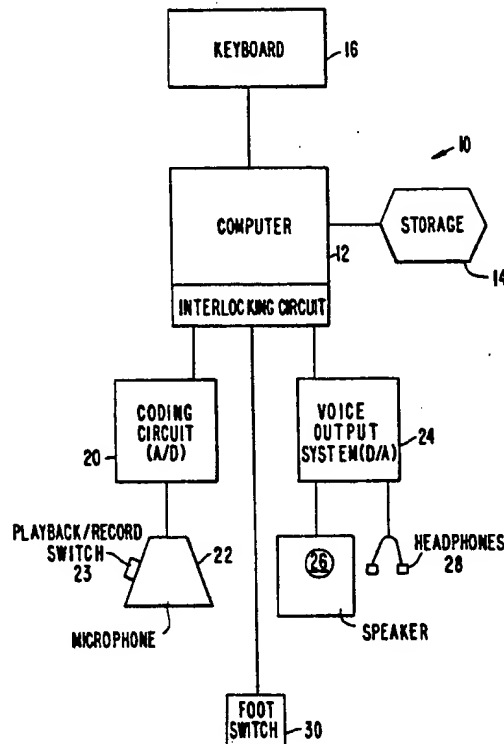 KEYBOARD
16
10
COMPUTER
12
STORAGE
14
INTERLOCKING CIRCUIT
CODING
CIRCUIT
(A/D)
20
VOICE
OUTPUT
SYSTEM(D/A)
24
PLAYBACK/RECORD
SWITCH
23
22
MICROPHONE
26
SPEAKER
HEADPHONES
28
FOOT
SWITCH
30